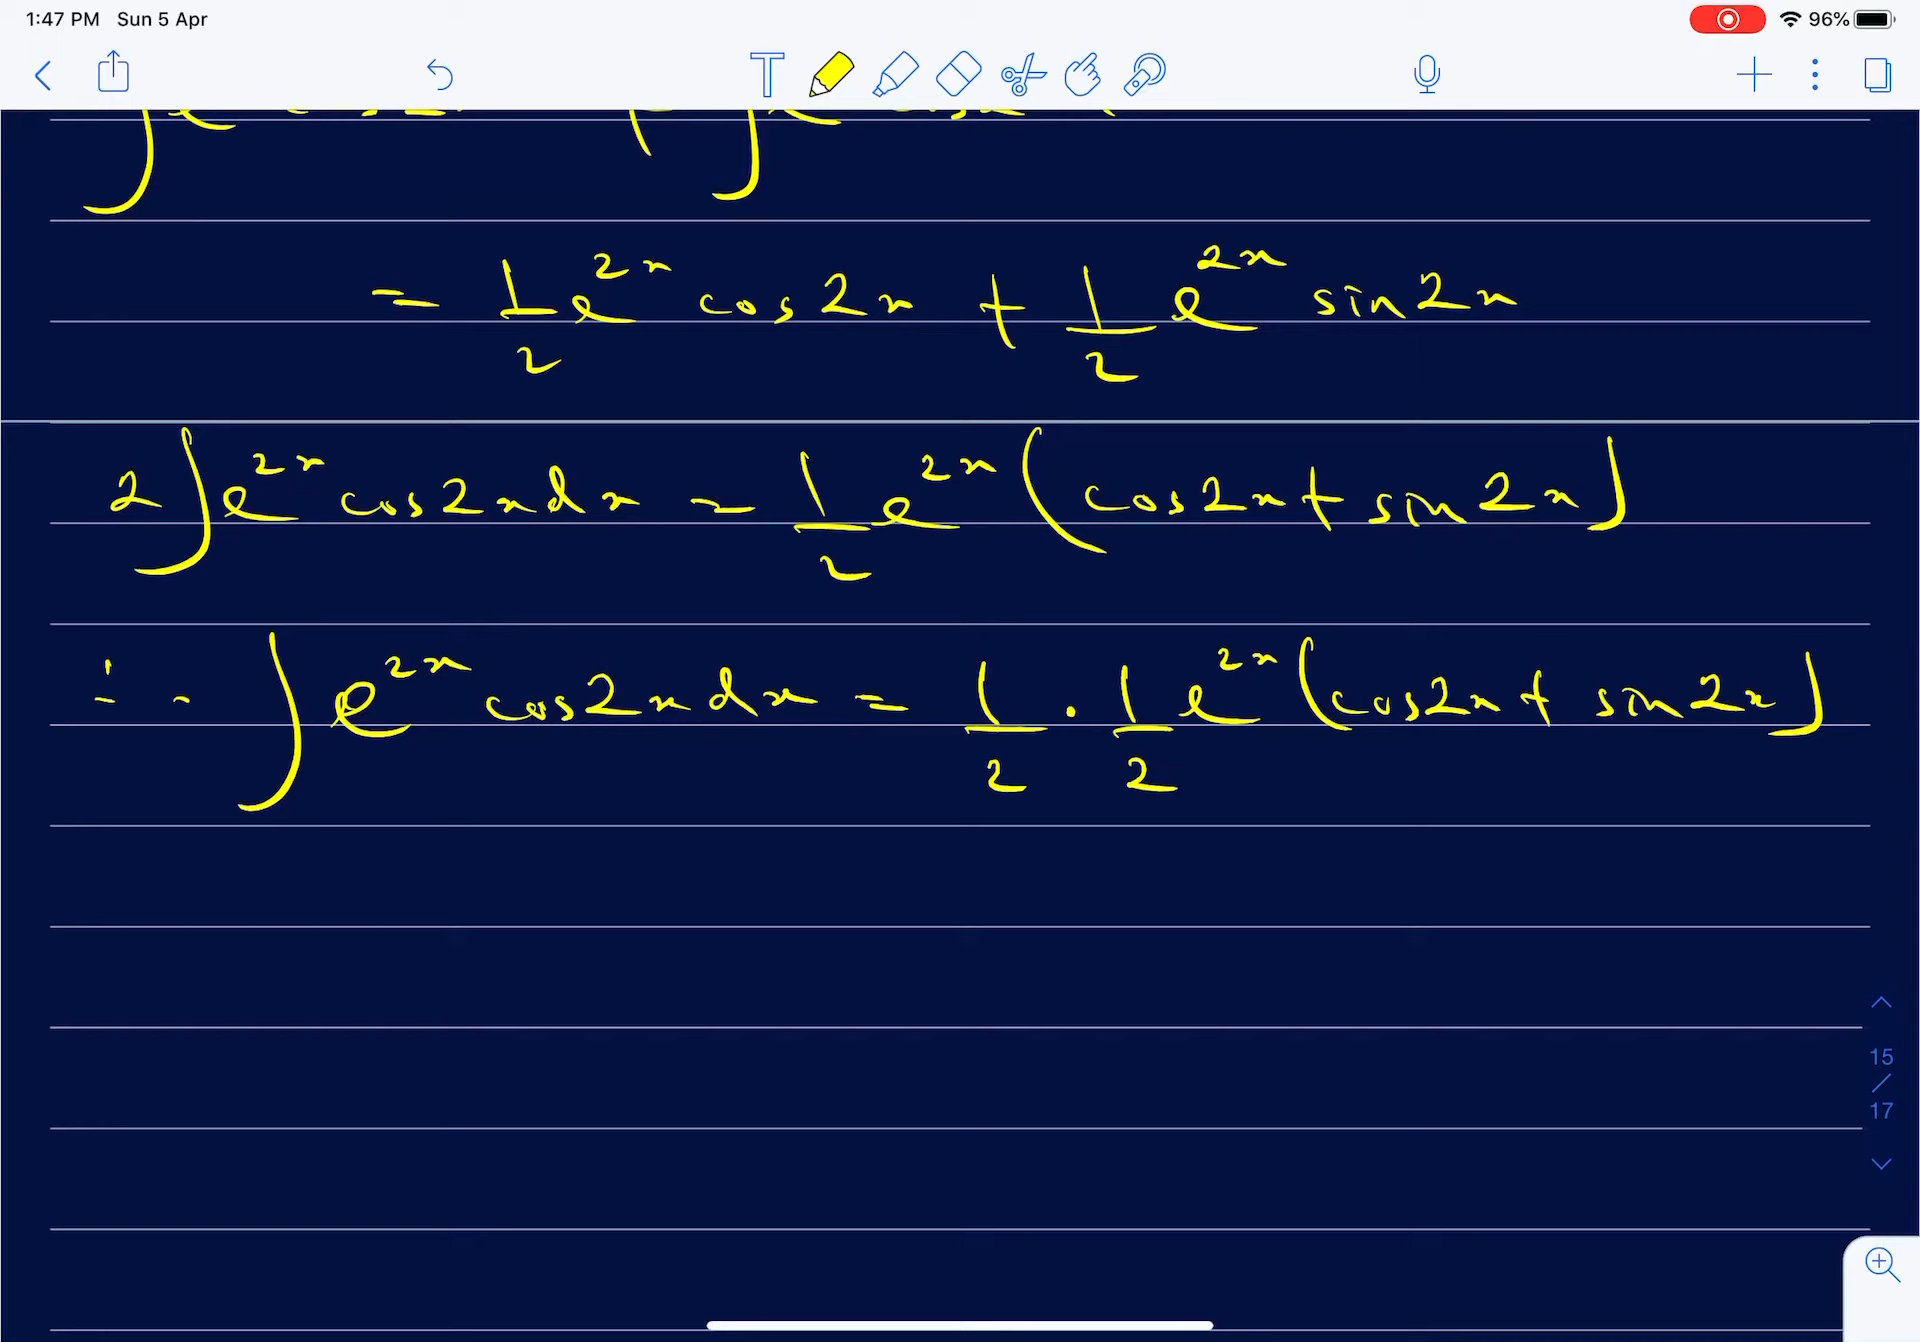 1:47 PM Sun 5 Apr 96%
T
= 1/2 e^2x cos 2x + 1/2 e^2x sin 2x
2∫e^2x cos 2x dx = 1/2 e^2x (cos 2x + sin 2x)
∴ ∫ e^2x cos 2x dx = 1/2 · 1/2 e^2x (cos 2x + sin 2x)
15
/
17